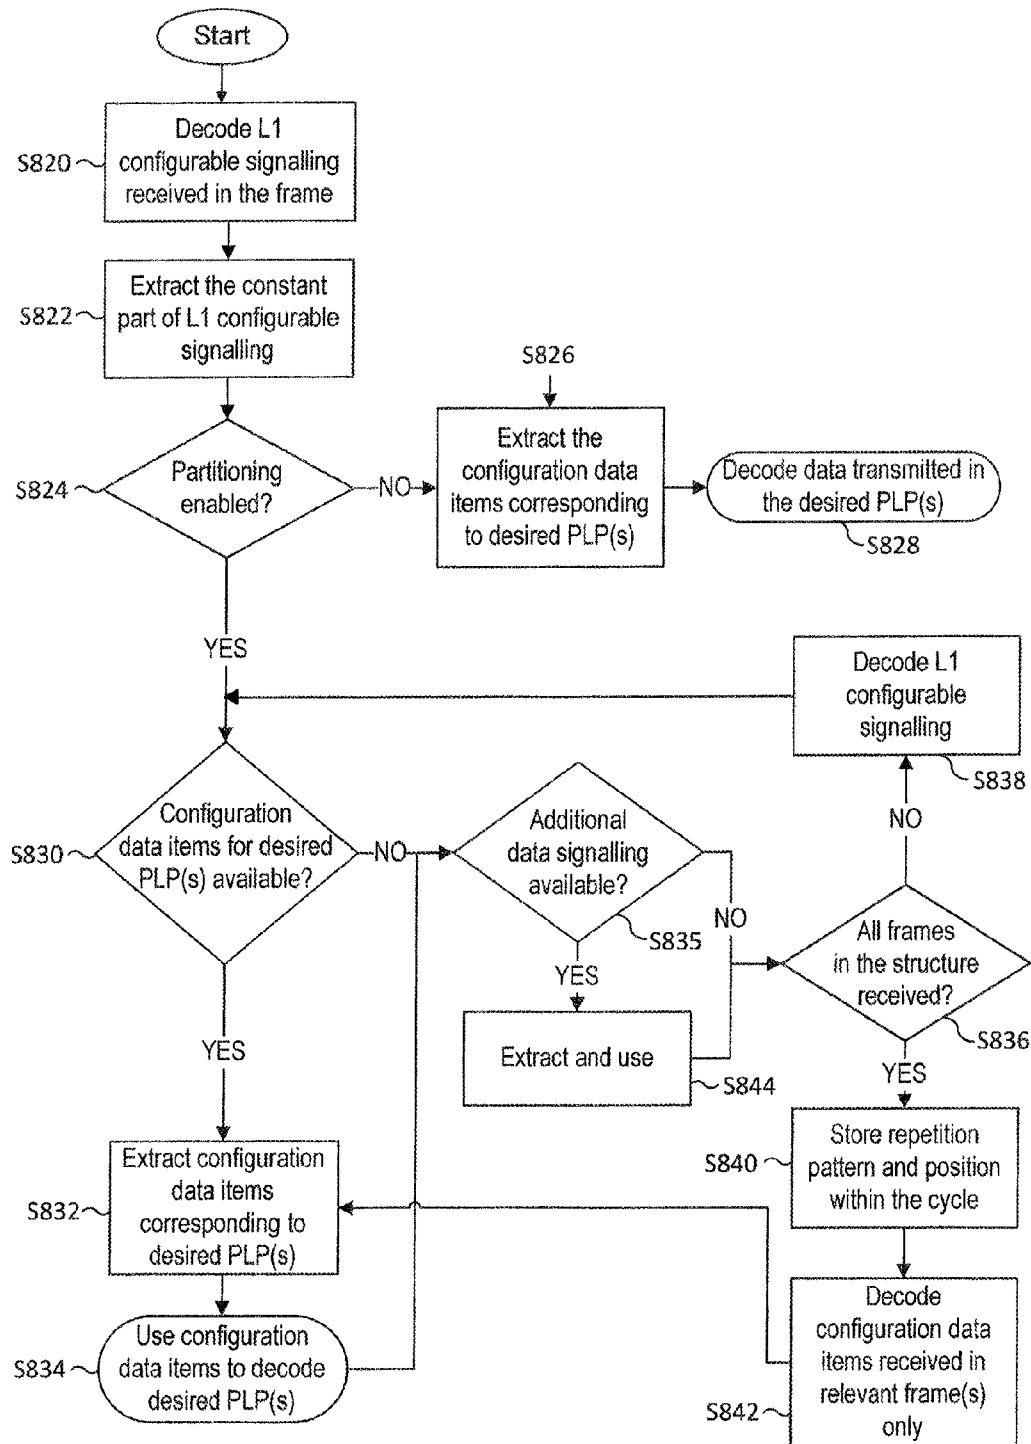 Start
S820
Decode L1
configurable signalling
received in the frame
S822
Extract the constant
part of L1 configurable
signalling
S824
Partitioning
enabled?
NO
S826
Extract the
configuration data
items corresponding
to desired PLP(s)
Decode data transmitted in
the desired PLP(s)
S828
YES
Decode L1
configurable
signalling
S838
NO
S830
Configuration
data items for desired
PLP(s) available?
NO
Additional
data signalling
available?
S835
NO
YES
All frames
in the structure
received?
S836
YES
YES
Extract and use
S844
S840
Store repetition
pattern and position
within the cycle
S832
Extract configuration
data items
corresponding to
desired PLP(s)
S834
Use configuration
data items to decode
desired PLP(s)
Decode
configuration data
items received in
relevant frame(s)
only
S842